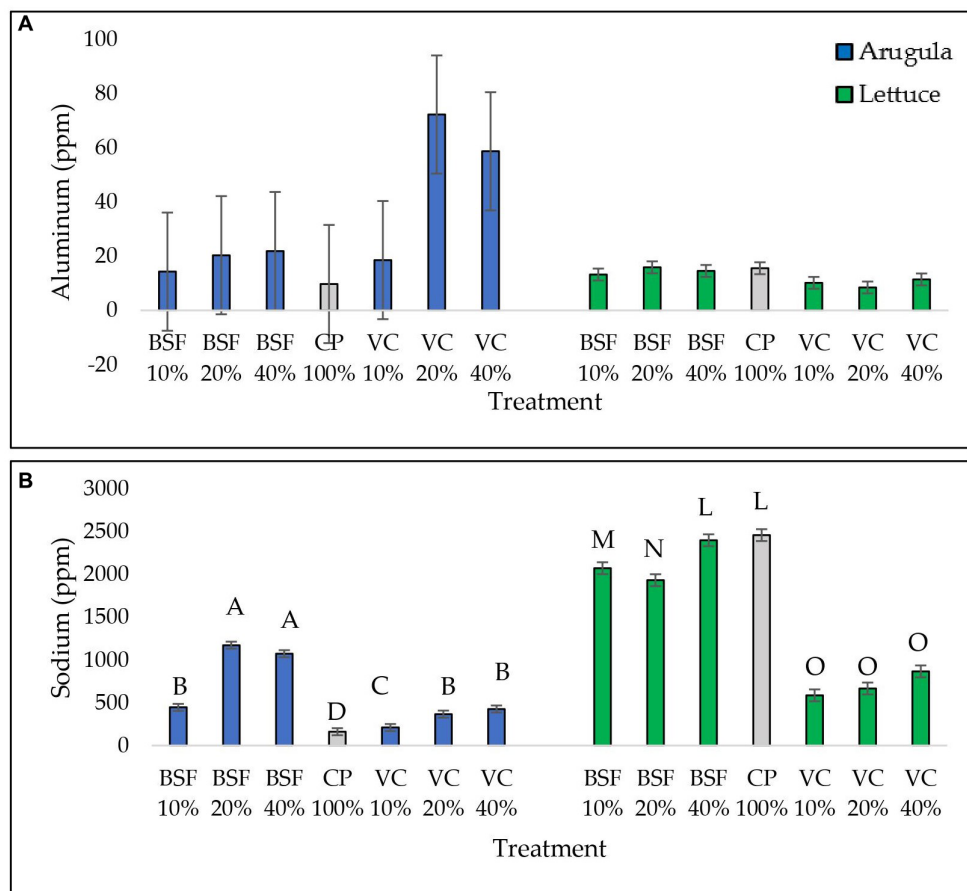 A
100
80
60
40
20
0
-20
Aluminum (ppm)
Arugula
Lettuce
BSF BSF BSF CP VC VC VC BSF BSF BSF CP VC VC VC
10% 20% 40% 100% 10% 20% 40% 10% 20% 40% 100% 10% 20% 40%
Treatment
B
3000
2500
2000
1500
1000
500
0
Sodium (ppm)
B A A D C B B M N L L O O O
BSF BSF BSF CP VC VC VC BSF BSF BSF CP VC VC VC
10% 20% 40% 100% 10% 20% 40% 10% 20% 40% 100% 10% 20% 40%
Treatment